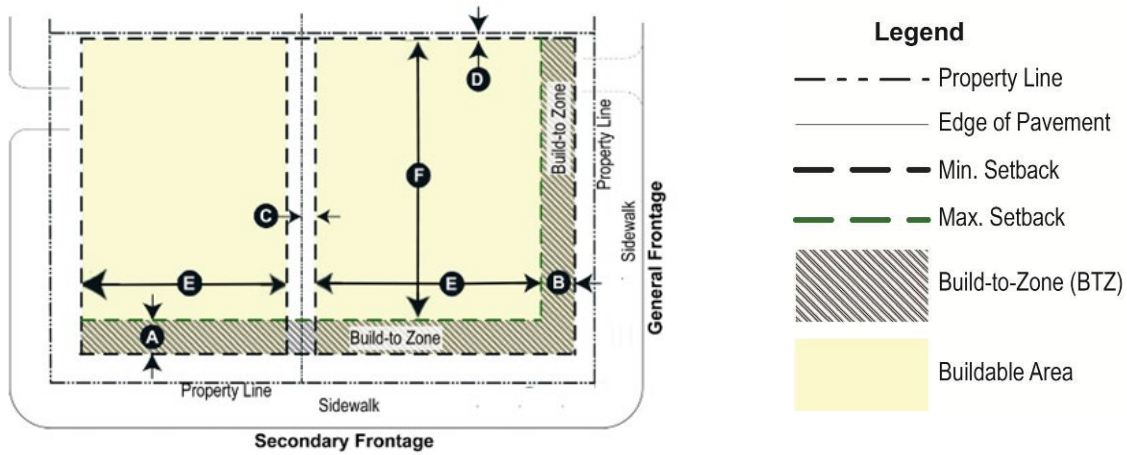 D
Build-to Zone
Property Line
F
C
Sidewalk
General Frontage
E
E
B
A
Build-to Zone
Property Line
Sidewalk
Secondary Frontage
Legend
Property Line
Edge of Pavement
Min. Setback
Max. Setback
Build-to-Zone (BTZ)
Buildable Area